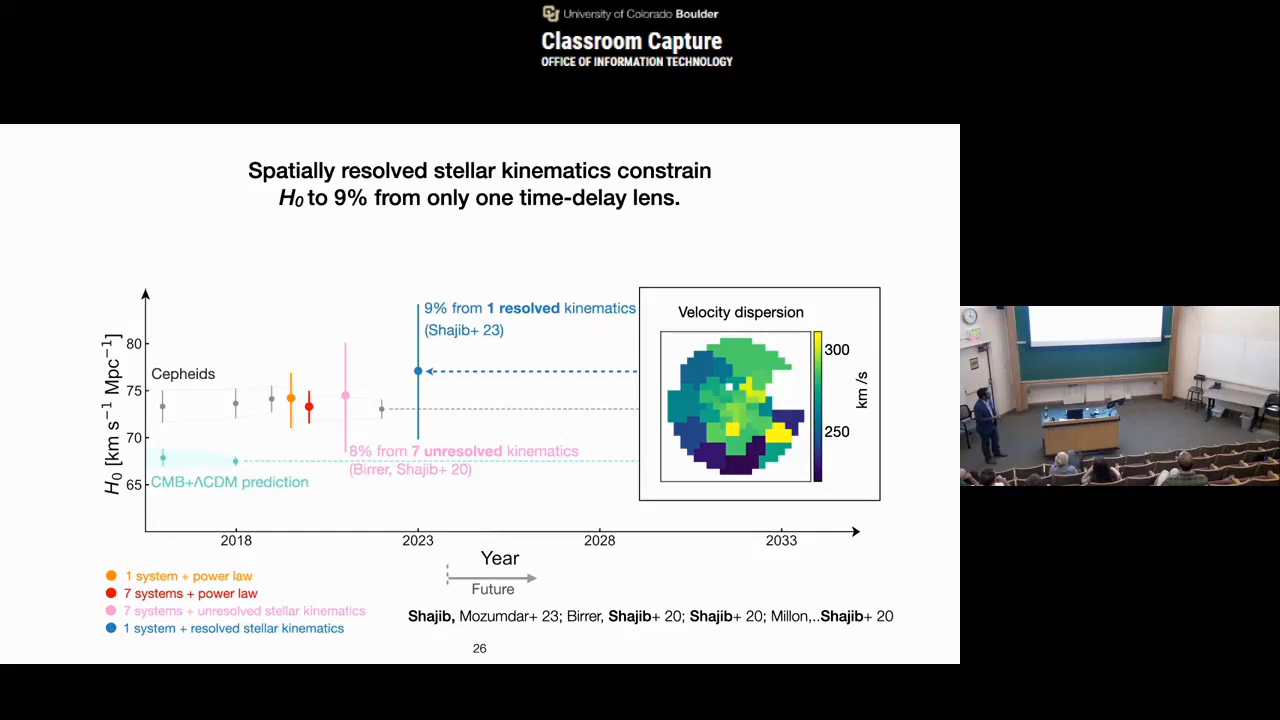 University of Colorado Boulder
Classroom Capture
OFFICE OF INFORMATION TECHNOLOGY
Spatially resolved stellar kinematics constrain
H₀ to 9% from only one time-delay lens.
9% from 1 resolved kinematics
(Shajib+ 23)
Velocity dispersion
300
250
km /s
H₀ [km s⁻¹ Mpc⁻¹]
80
75
70
65
Cepheids
8% from 7 unresolved kinematics
(Birrer, Shajib+ 20)
CMB+ΛCDM prediction
2018
2023
2028
2033
Year
Future
1 system + power law
7 systems + power law
7 systems + unresolved stellar kinematics
1 system + resolved stellar kinematics
Shajib, Mozumdar+ 23; Birrer, Shajib+ 20; Shajib+ 20; Millon,..Shajib+ 20
26